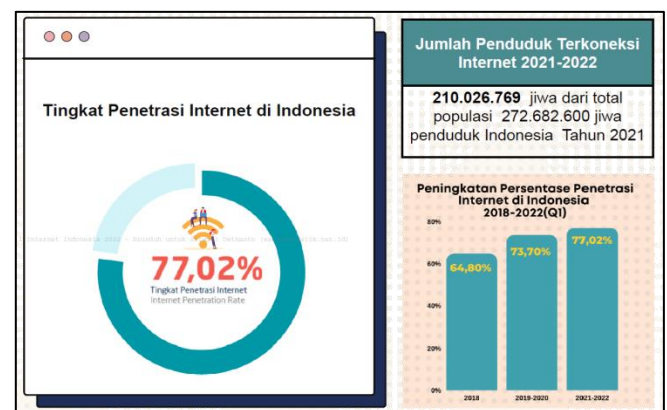 Tingkat Penetrasi Internet di Indonesia
77,02%
Tingkat Penetrasi Internet
Internet Penetration Rate
Jumlah Penduduk Terkoneksi
Internet 2021-2022
210.026.769 jiwa dari total
populasi 272.682.600 jiwa
penduduk Indonesia Tahun 2021
Peningkatan Persentase Penetrasi
Internet di Indonesia
2018-2022(Q1)
80%
60%
40%
20%
0%
64,80%
73,70%
77,02%
2018
2019-2020
2021-2022